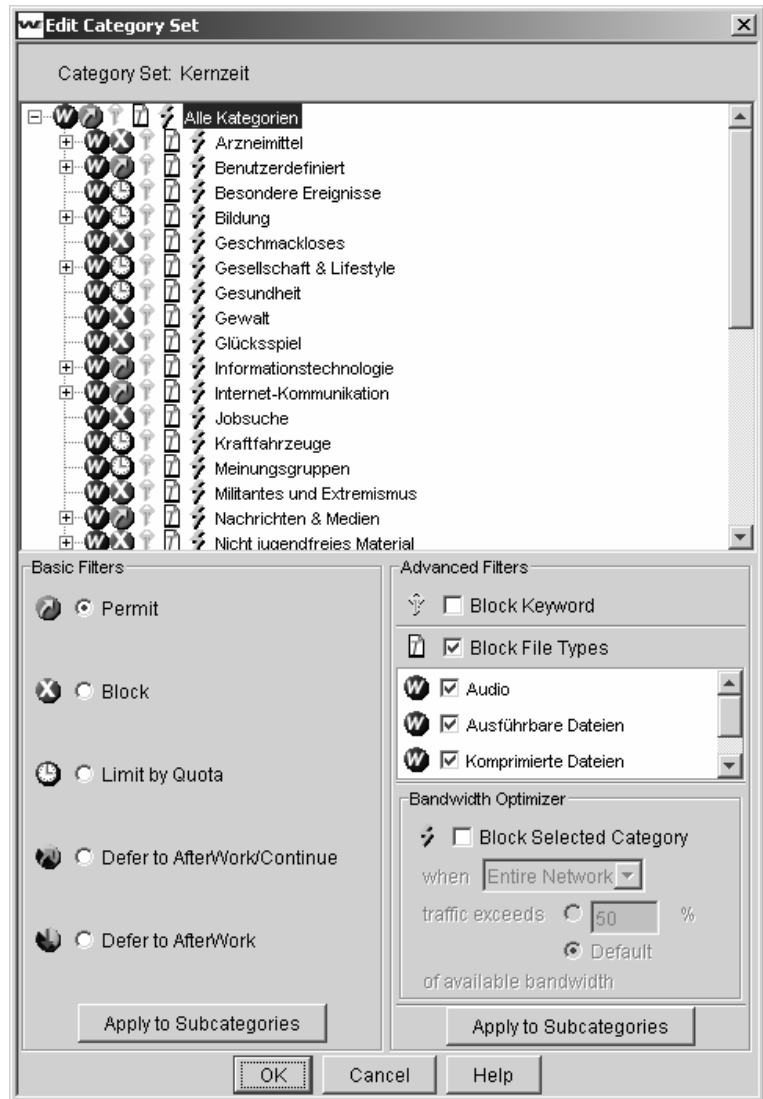 Edit Category Set
Category Set: Kernzeit
Alle Kategorien
Arzneimittel
Benutzerdefiniert
Besondere Ereignisse
Bildung
Geschmackloses
Gesellschaft & Lifestyle
Gesundheit
Gewalt
Glücksspiel
Informationstechnologie
Internet-Kommunikation
Jobsuche
Kraftfahrzeuge
Meinungsgruppen
Militantes und Extremismus
Nachrichten & Medien
Nicht jugendfreies Material
Basic Filters
Permit
Block
Limit by Quota
Defer to AfterWork/Continue
Defer to AfterWork
Apply to Subcategories
Advanced Filters
Block Keyword
Block File Types
Audio
Ausführbare Dateien
Komprimierte Dateien
Bandwidth Optimizer
Block Selected Category
when Entire Network
traffic exceeds 50 %
Default
of available bandwidth
Apply to Subcategories
OK Cancel Help